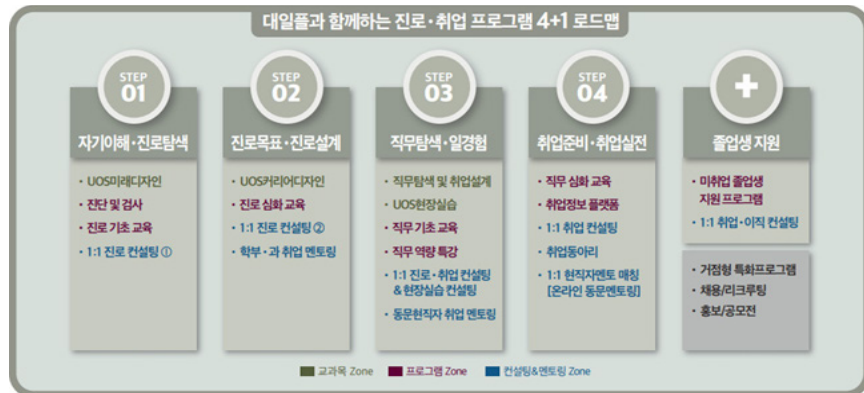 대일플과 함께하는 진로·취업 프로그램 4+1 로드맵
STEP
01
자기이해·진로탐색
· UOS미래디자인
· 진단 및 검사
· 진로 기초 교육
· 1:1 진로 컨설팅 ①
STEP
02
진로목표·진로설계
· UOS커리어디자인
· 진로 심화 교육
· 1:1 진로 컨설팅 ②
· 학부·과 취업 멘토링
STEP
03
직무탐색·일경험
· 직무탐색 및 취업설계
· UOS현장실습
· 직무 기초 교육
· 직무 역량 특강
· 1:1 진로·취업 컨설팅
& 현장실습 컨설팅
· 동문현직자 취업 멘토링
STEP
04
취업준비·취업실전
· 직무 심화 교육
· 취업정보 플랫폼
· 1:1 취업 컨설팅
· 취업동아리
· 1:1 현직자멘토 매칭
[온라인 동문멘토링]
+
졸업생 지원
· 미취업 졸업생
지원 프로그램
· 1:1 취업·이직 컨설팅
· 거점형 특화프로그램
· 채용/리크루팅
· 홍보/공모전
교과목 Zone
프로그램 Zone
컨설팅&멘토링 Zone